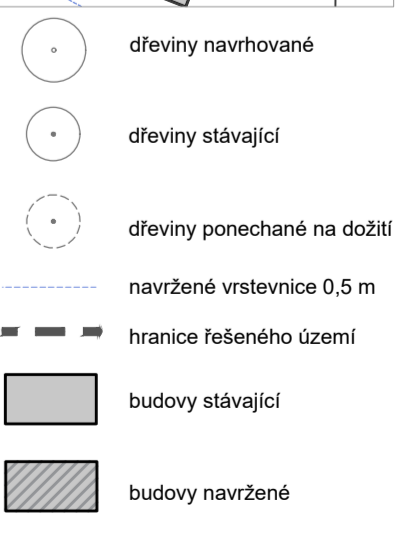 dřeviny navrhované
dřeviny stávající
dřeviny ponechané na dožití
navržené vrstevnice 0,5 m
hranice řešeného území
budovy stávající
budovy navržené